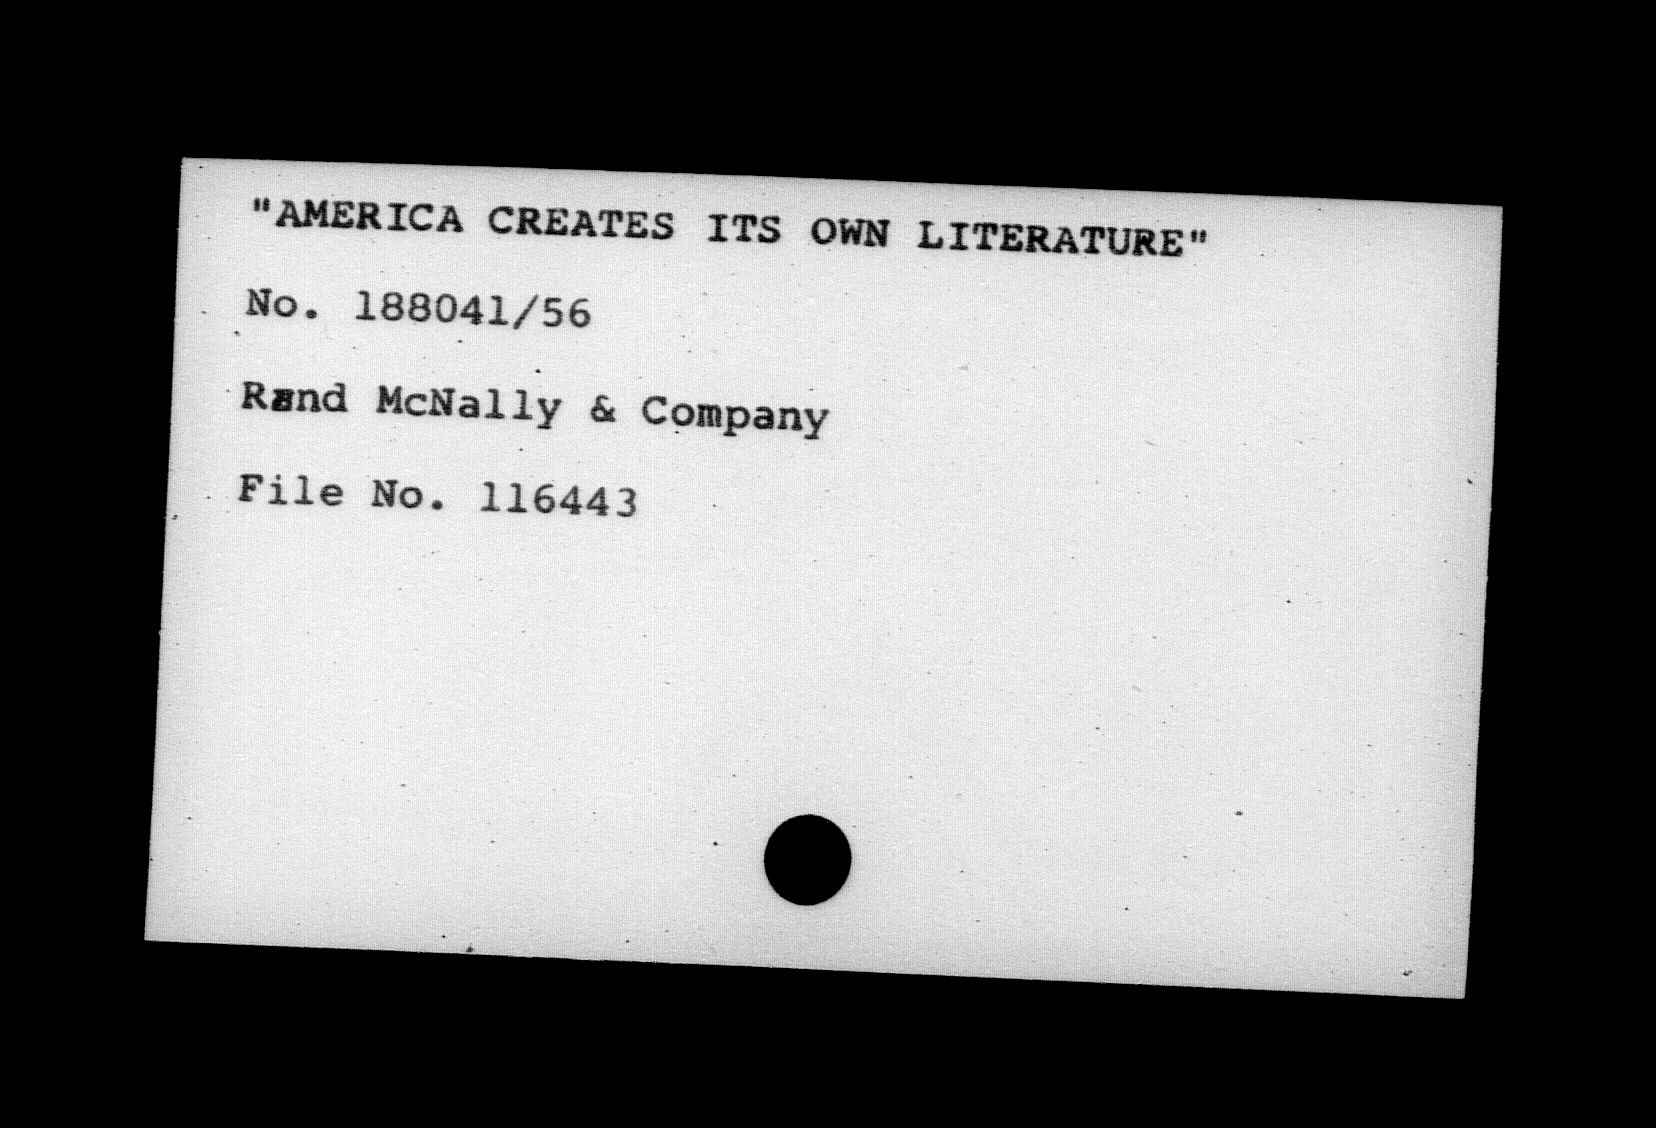 "AMERICA CREATES ITS OWN LITERATURE"
No. 188041/56
Rand McNally & Company
File No. 116443